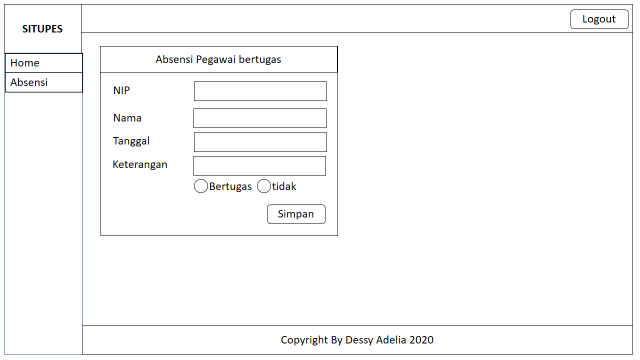 SITUPES
Logout
Home
Absensi
Absensi Pegawai bertugas
NIP
Nama
Tanggal
Keterangan
Bertugas tidak
Simpan
Copyright By Dessy Adelia 2020